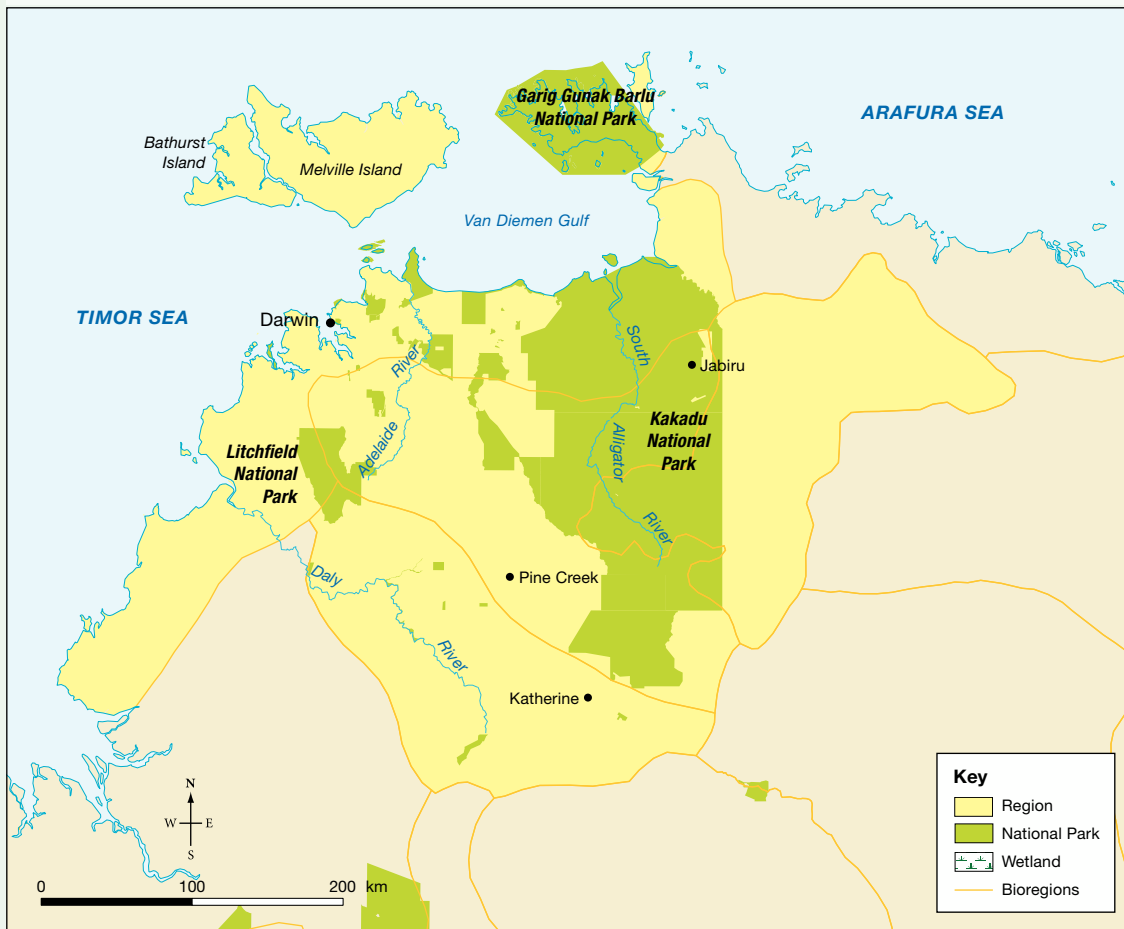 Garig Gunak Barlu
National Park
ARAFURA SEA
Bathurst
Island
Melville Island
Van Diemen Gulf
TIMOR SEA
Darwin
River
Adelaide
South
Alligator
River
Jabiru
Kakadu
National
Park
Litchfield
National
Park
Daly
River
Pine Creek
Katherine
N
W
E
S
0 100 200 km
Key
Region
National Park
Wetland
Bioregions